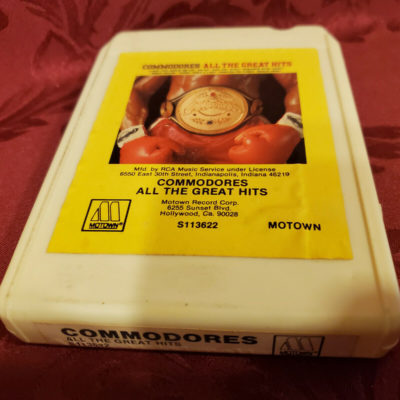 COMMODORES ALL THE GREAT HITS
Mfd. by RCA Music Service under License
6550 East 30th Street, Indianapolis, Indiana 46219
COMMODORES
ALL THE GREAT HITS
Motown Record Corp.
6255 Sunset Blvd.
Hollywood, Ca. 90028
MOTOWN
S113622
MOTOWN
COMMODORES
ALL THE GREAT HITS
S113622
MOTOWN